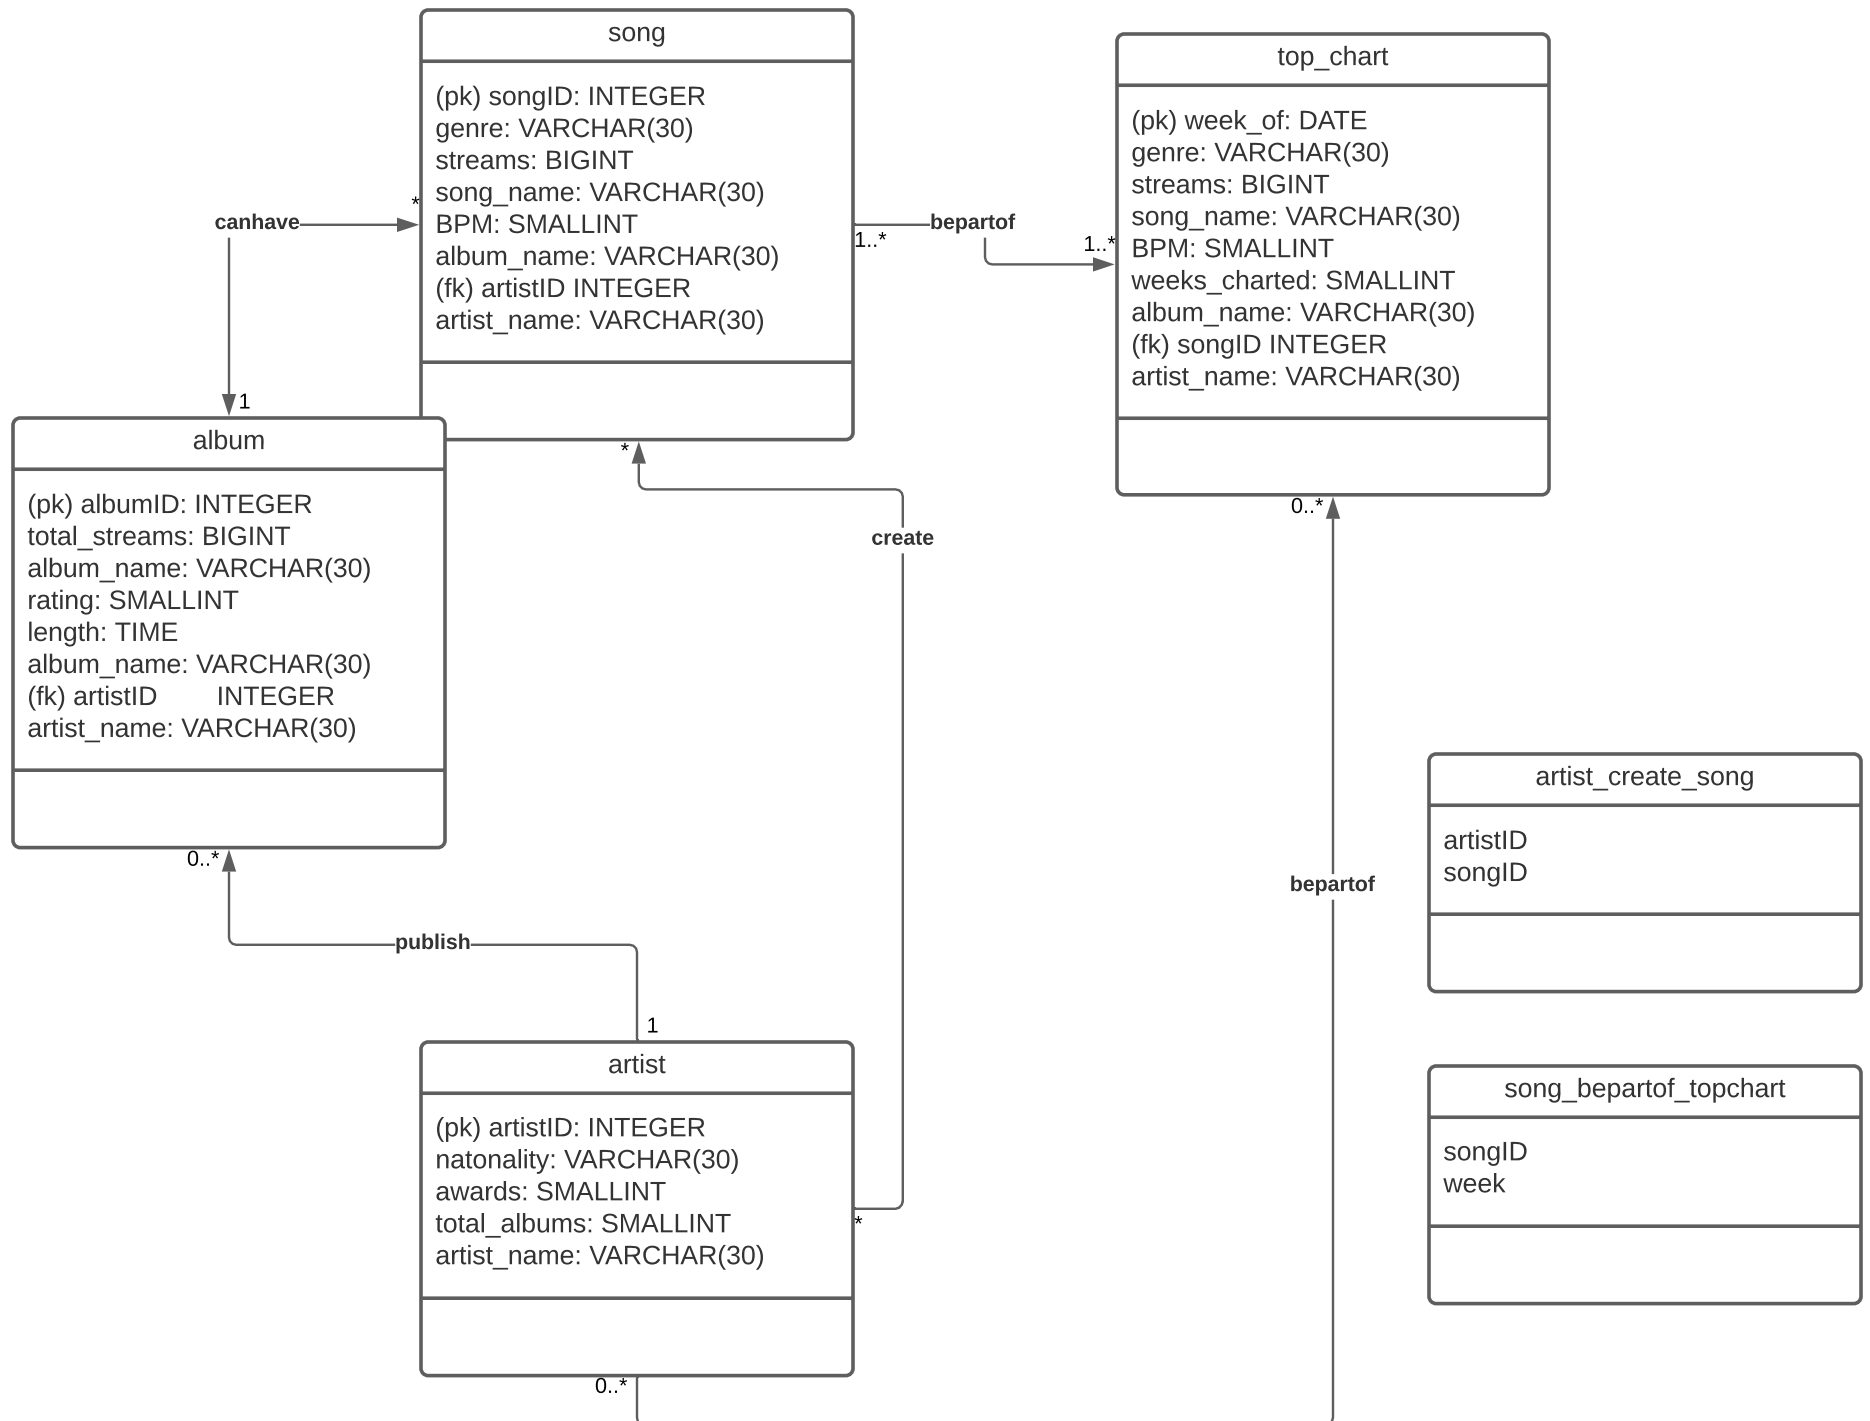 song
(pk) songID: INTEGER
genre: VARCHAR(30)
streams: BIGINT
song_name: VARCHAR(30)
BPM: SMALLINT
album_name: VARCHAR(30)
(fk) artistID INTEGER
artist_name: VARCHAR(30)
top_chart
(pk) week_of: DATE
genre: VARCHAR(30)
streams: BIGINT
song_name: VARCHAR(30)
BPM: SMALLINT
weeks_charted: SMALLINT
album_name: VARCHAR(30)
(fk) songID INTEGER
artist_name: VARCHAR(30)
*
canhave
1
1..*
bepartof
1..*
album
(pk) albumID: INTEGER
total_streams: BIGINT
album_name: VARCHAR(30)
rating: SMALLINT
length: TIME
album_name: VARCHAR(30)
(fk) artistID INTEGER
artist_name: VARCHAR(30)
*
create
*
0..*
bepartof
0..*
0..*
publish
1
artist
(pk) artistID: INTEGER
natonality: VARCHAR(30)
awards: SMALLINT
total_albums: SMALLINT
artist_name: VARCHAR(30)
artist_create_song
artistID
songID
song_bepartof_topchart
songID
week